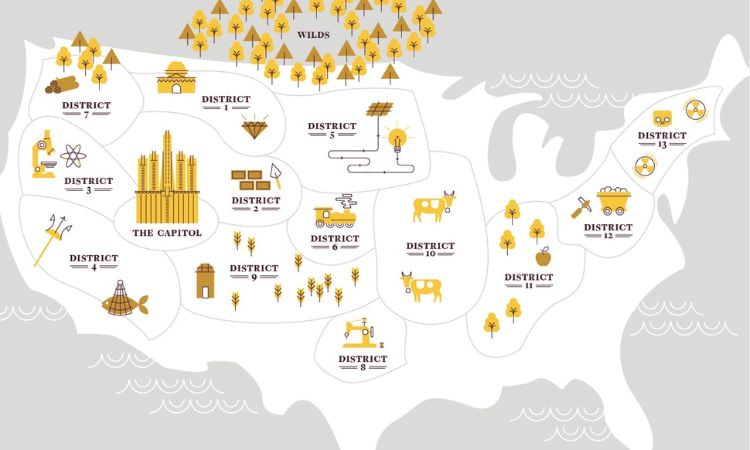 WILDS
DISTRICT
7
DISTRICT
1
DISTRICT
5
DISTRICT
13
DISTRICT
3
DISTRICT
2
THE CAPITOL
DISTRICT
6
DISTRICT
10
DISTRICT
12
DISTRICT
4
DISTRICT
9
DISTRICT
11
DISTRICT
8